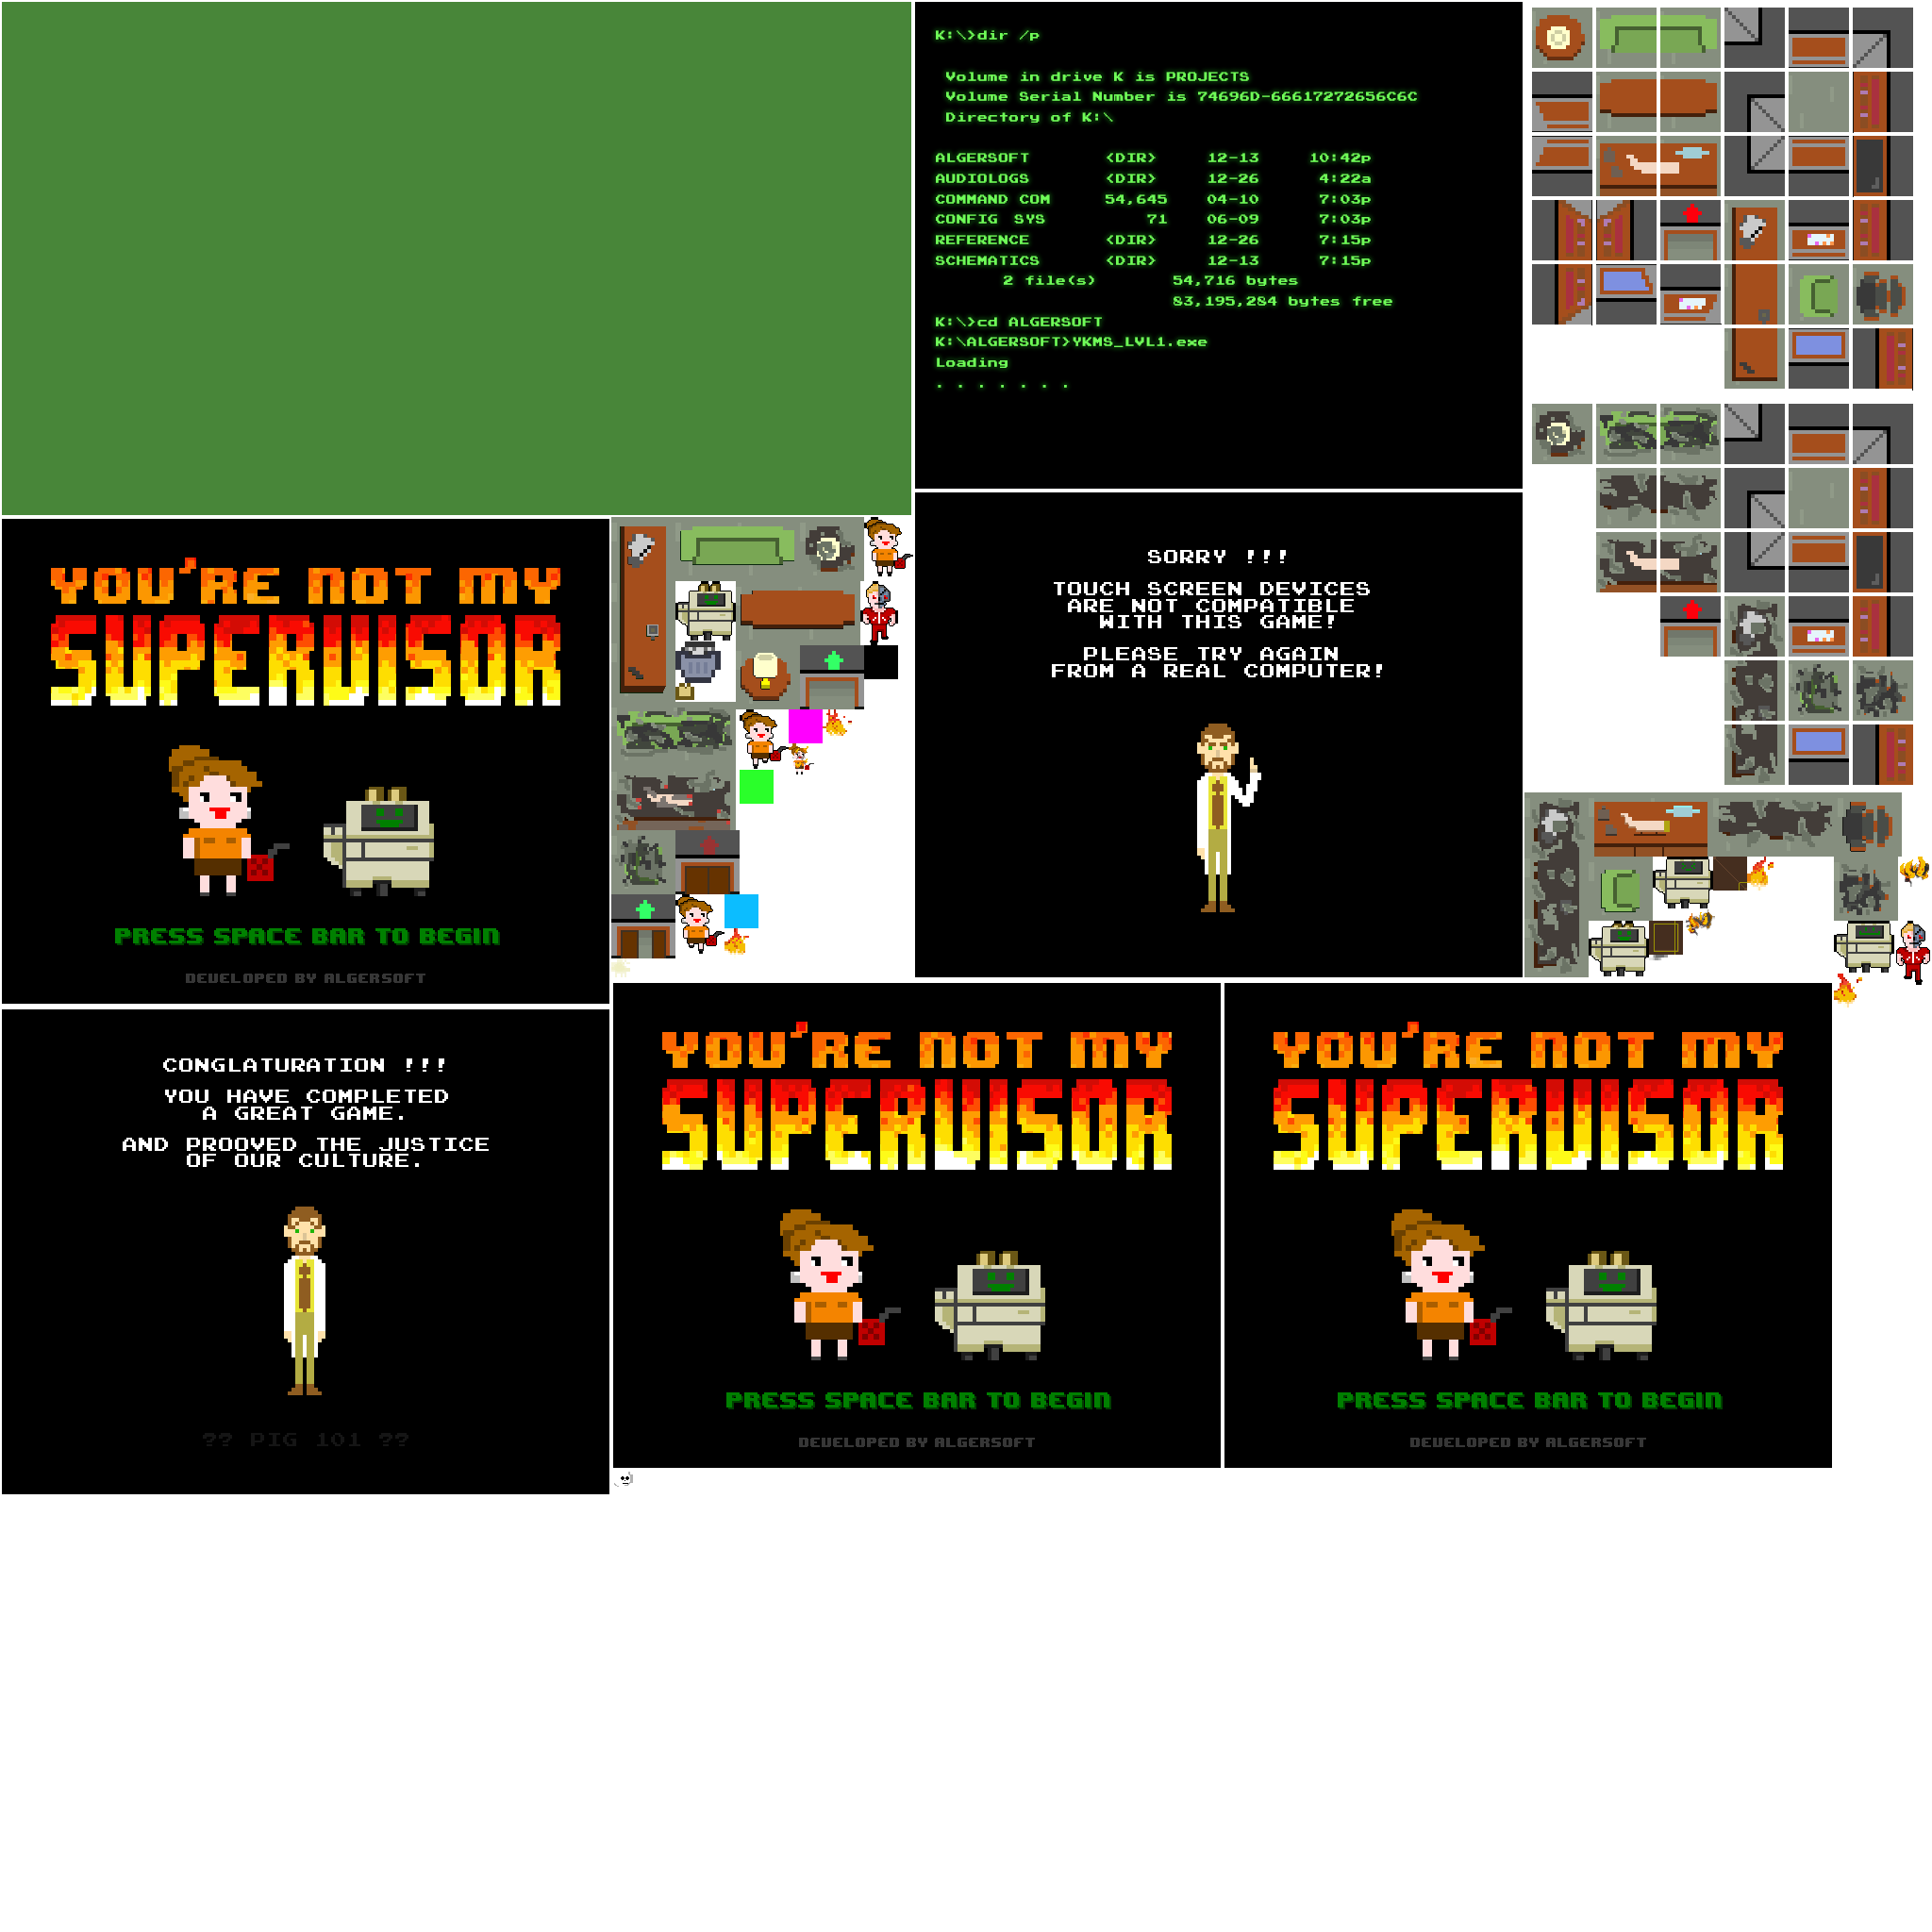 K:\>dir /p
Volume in drive K is PROJECTS
Volume Serial Number is 74696D-66617272656C6C
Directory of K:\
ALGERSOFT <DIR> 12-13 10:42p
AUDIOLOGS <DIR> 12-26 4:22a
COMMAND COM 54,645 04-10 7:03p
CONFIG SYS 71 06-09 7:03p
REFERENCE <DIR> 12-26 7:15p
SCHEMATICS <DIR> 12-13 7:15p
2 file(s) 54,716 bytes
83,195,284 bytes free
K:\>cd ALGERSOFT
K:\ALGERSOFT>YKMS_LVL1.exe
Loading
. . . . . . .
YOU'RE NOT MY
SUPERVISOR
PRESS SPACE BAR TO BEGIN
DEVELOPED BY ALGERSOFT
SORRY !!!
TOUCH SCREEN DEVICES
ARE NOT COMPATIBLE
WITH THIS GAME!
PLEASE TRY AGAIN
FROM A REAL COMPUTER!
CONGLATURATION !!!
YOU HAVE COMPLETED
A GREAT GAME.
AND PROOVED THE JUSTICE
OF OUR CULTURE.
?? PIG 101 ??
YOU'RE NOT MY
SUPERVISOR
PRESS SPACE BAR TO BEGIN
DEVELOPED BY ALGERSOFT
YOU'RE NOT MY
SUPERVISOR
PRESS SPACE BAR TO BEGIN
DEVELOPED BY ALGERSOFT